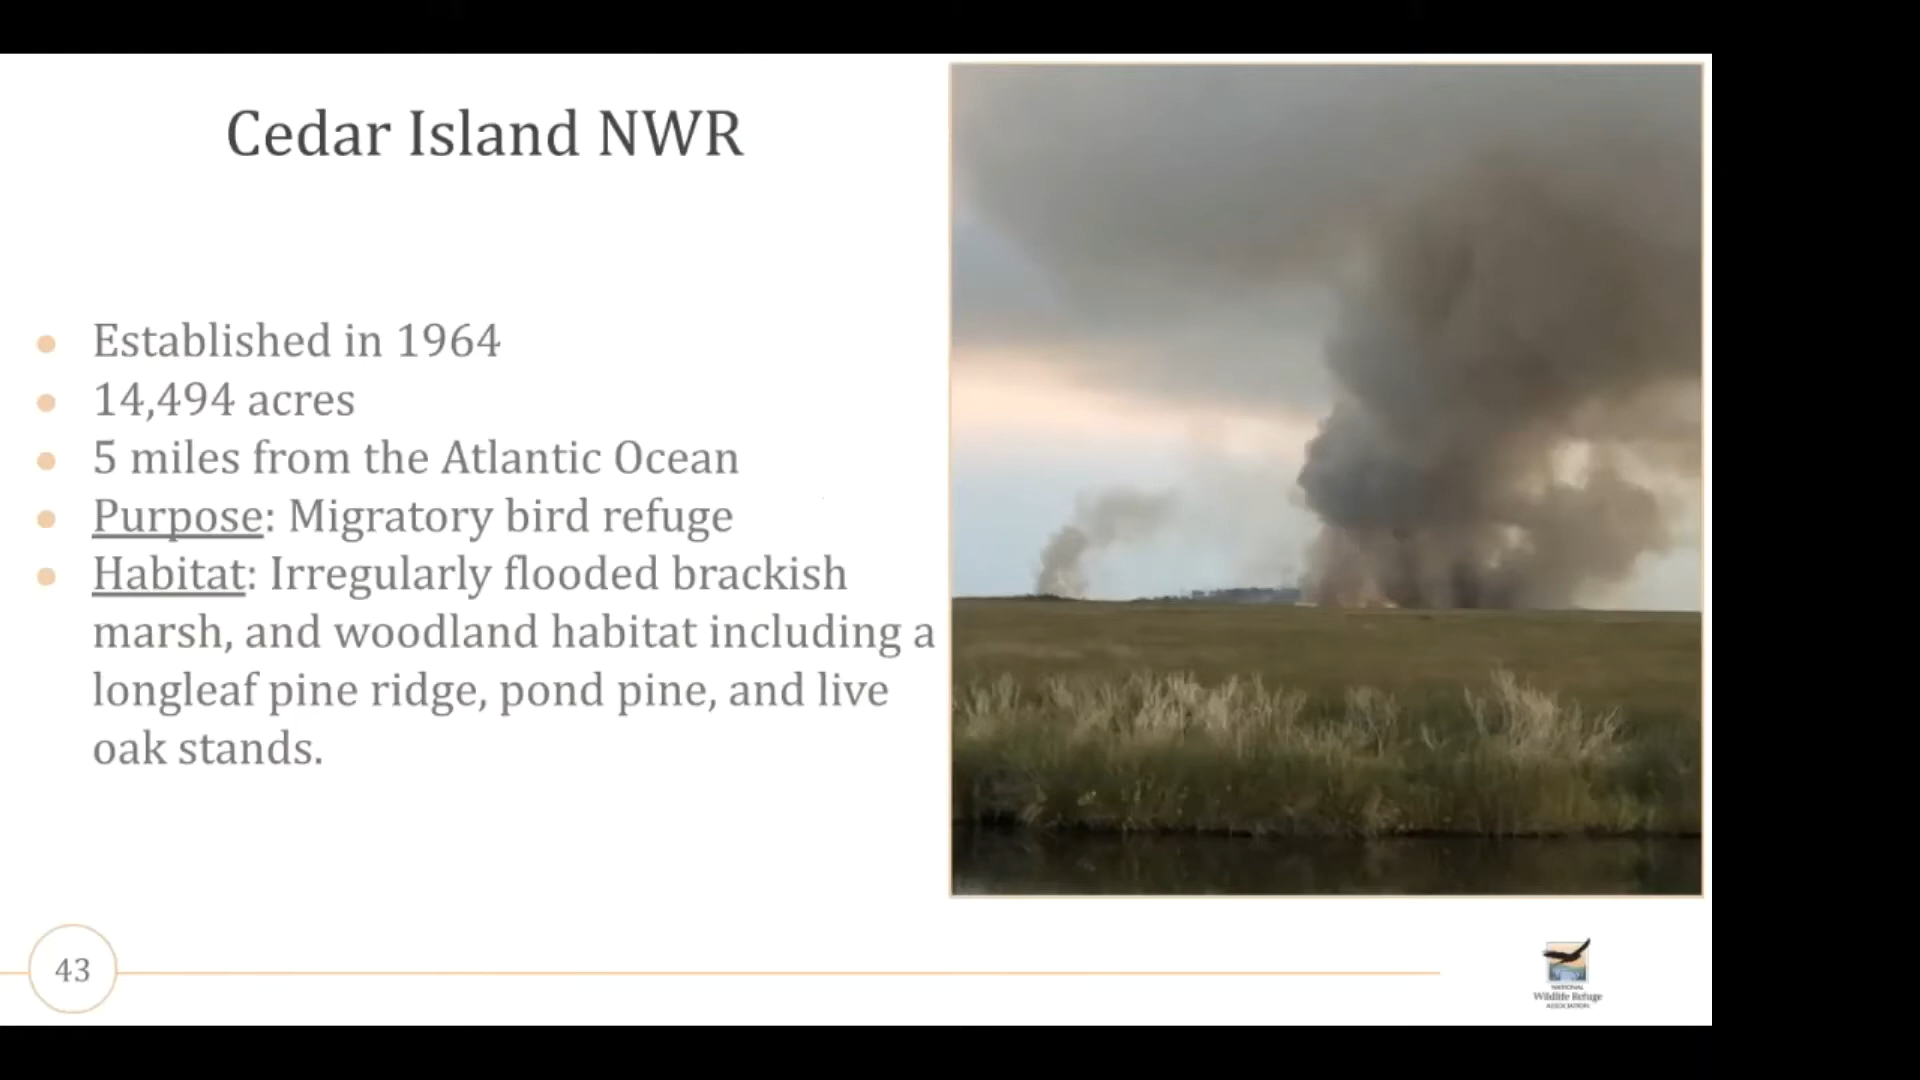 Cedar Island NWR
Established in 1964
14,494 acres
5 miles from the Atlantic Ocean
Purpose: Migratory bird refuge
Habitat: Irregularly flooded brackish
marsh, and woodland habitat including a
longleaf pine ridge, pond pine, and live
oak stands.
43
NATIONAL
Wildlife Refuge
ASSOCIATION